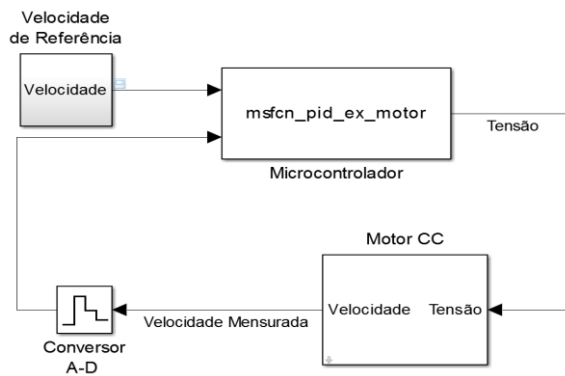 Velocidade
de Referência
Velocidade
msfcn_pid_ex_motor
Tensão
Microcontrolador
Motor CC
Velocidade
Tensão
Velocidade Mensurada
Conversor
A-D